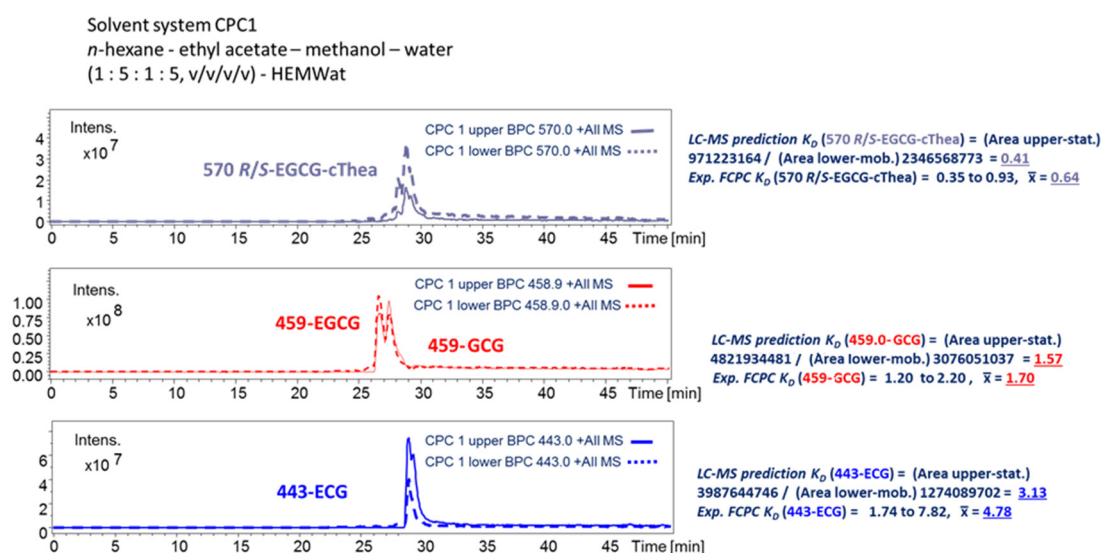 Solvent system CPC1
n-hexane - ethyl acetate – methanol – water
(1 : 5 : 1 : 5, v/v/v/v) - HEMWat
Intens.
x10^7
CPC 1 upper BPC 570.0 +All MS
CPC 1 lower BPC 570.0 +All MS
570 R/S-EGCG-cThea
4
3
2
1
0
0 5 10 15 20 25 30 35 40 45 Time [min]
LC-MS prediction K_D (570 R/S-EGCG-cThea) = (Area upper-stat.)
971223164 / (Area lower-mob.) 2346568773 = 0.41
Exp. FCPC K_D (570 R/S-EGCG-cThea) = 0.35 to 0.93, x̄ = 0.64
Intens.
x10^8
CPC 1 upper BPC 458.9 +All MS
CPC 1 lower BPC 458.9.0 +All MS
459-EGCG
459-GCG
1.00
0.75
0.50
0.25
0.00
0 5 10 15 20 25 30 35 40 45 Time [min]
LC-MS prediction K_D (459.0-GCG) = (Area upper-stat.)
4821934481 / (Area lower-mob.) 3076051037 = 1.57
Exp. FCPC K_D (459-GCG) = 1.20 to 2.20 , x̄ = 1.70
Intens.
x10^7
CPC 1 upper BPC 443.0 +All MS
CPC 1 lower BPC 443.0 +All MS
443-ECG
6
4
2
0
0 5 10 15 20 25 30 35 40 45 Time [min]
LC-MS prediction K_D (443-ECG) = (Area upper-stat.)
3987644746 / (Area lower-mob.) 1274089702 = 3.13
Exp. FCPC K_D (443-ECG) = 1.74 to 7.82, x̄ = 4.78